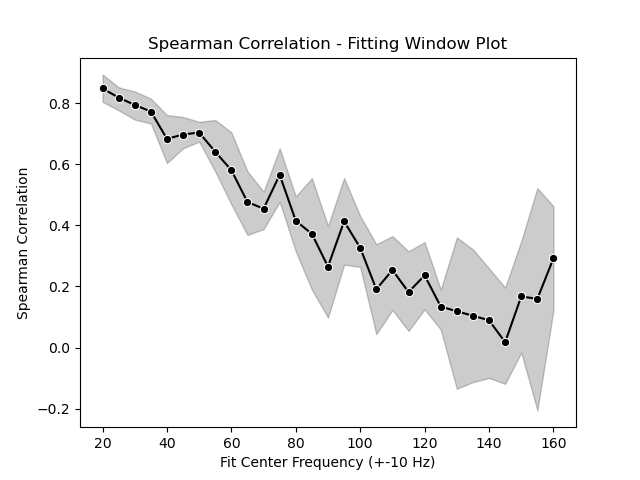 Spearman Correlation - Fitting Window Plot
Spearman Correlation
0.8
0.6
0.4
0.2
0.0
−0.2
20 40 60 80 100 120 140 160
Fit Center Frequency (+-10 Hz)